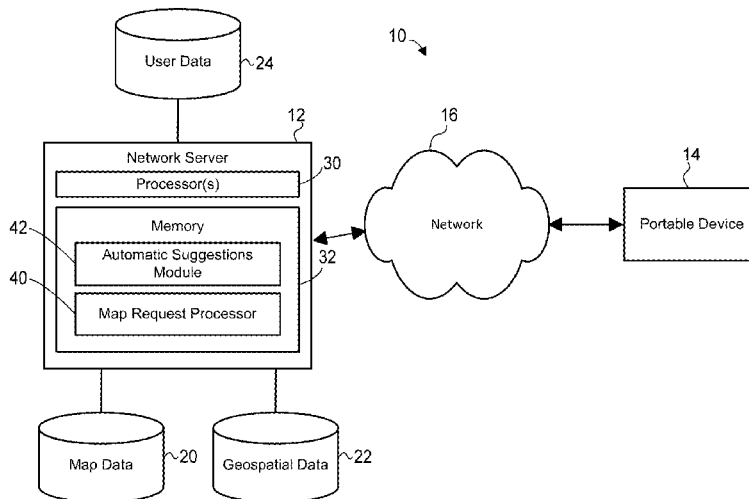 User Data
24
10
12
Network Server
30
Processor(s)
Memory
42
Automatic Suggestions
Module
32
40
Map Request Processor
16
Network
14
Portable Device
Map Data
20
Geospatial Data
22